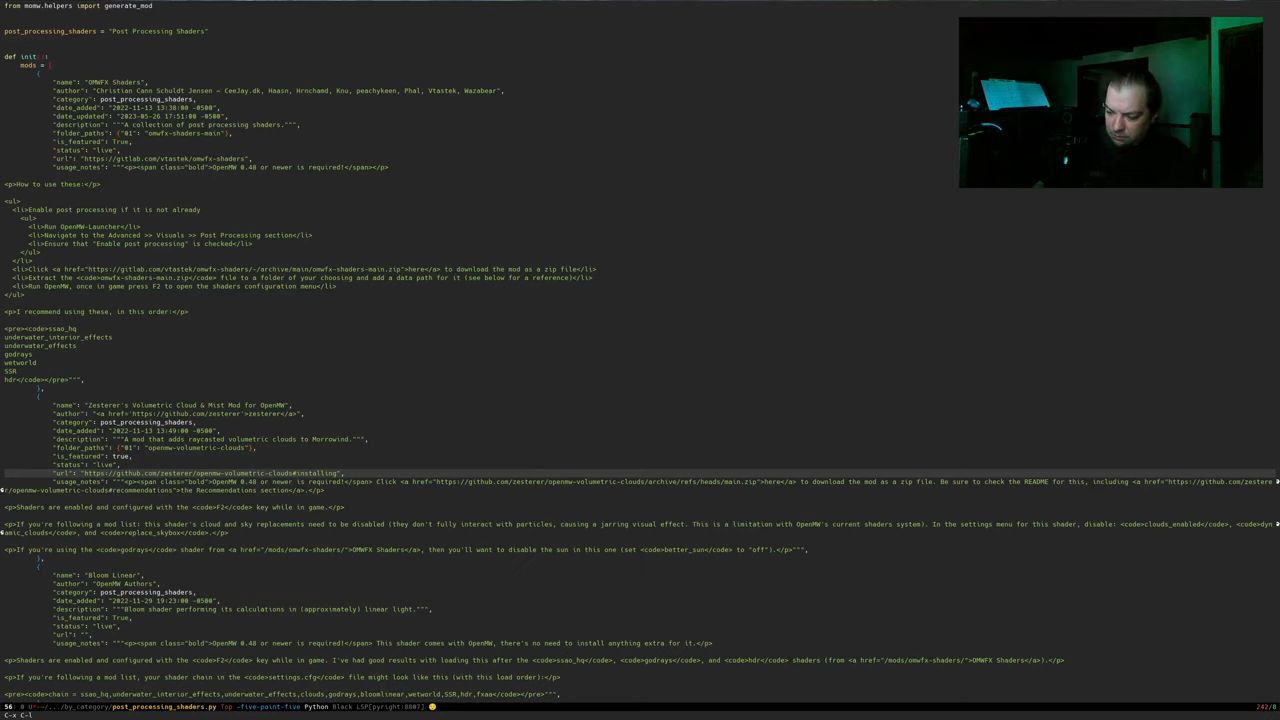 from momw.helpers import generate_mod
post_processing_shaders = "Post Processing Shaders"
def init():
mods = [
{
"name": "OMWFX Shaders",
"author": "Christian Cann Schuldt Jensen ~ CeeJay.dk, Haasn, Hrnchamd, Knu, peachykeen, Phal, Vtastek, Wazabear",
"category": post_processing_shaders,
"date_added": "2022-11-13 13:38:00 -0500",
"date_updated": "2023-05-26 17:51:00 -0500",
"description": """A collection of post processing shaders.""",
"folder_paths": {"01": "omwfx-shaders-main"},
"is_featured": True,
"status": "live",
"url": "https://gitlab.com/vtastek/omwfx-shaders",
"usage_notes": """<p><span class="bold">OpenMW 0.48 or newer is required!</span></p>
<p>How to use these:</p>
<ul>
<li>Enable post processing if it is not already
<ul>
<li>Run OpenMW-Launcher</li>
<li>Navigate to the Advanced >> Visuals >> Post Processing section</li>
<li>Ensure that "Enable post processing" is checked</li>
</ul>
</li>
<li>Click <a href="https://gitlab.com/vtastek/omwfx-shaders/-/archive/main/omwfx-shaders-main.zip">here</a> to download the mod as a zip file</li>
<li>Extract the <code>omwfx-shaders-main.zip</code> file to a folder of your choosing and add a data path for it (see below for a reference)</li>
<li>Run OpenMW, once in game press F2 to open the shaders configuration menu</li>
</ul>
<p>I recommend using these, in this order:</p>
<pre><code>ssao_hq
underwater_interior_effects
underwater_effects
godrays
wetworld
SSR
hdr</code></pre>""",
},
{
"name": "Zesterer's Volumetric Cloud & Mist Mod for OpenMW",
"author": "<a href='https://github.com/zesterer'>zesterer</a>",
"category": post_processing_shaders,
"date_added": "2022-11-13 13:49:00 -0500",
"description": """A mod that adds raycasted volumetric clouds to Morrowind.""",
"folder_paths": {"01": "openmw-volumetric-clouds"},
"is_featured": true,
"status": "live",
"url": "https://github.com/zesterer/openmw-volumetric-clouds#installing",
"usage_notes": """<p><span class="bold">OpenMW 0.48 or newer is required!</span> Click <a href="https://github.com/zesterer/openmw-volumetric-clouds/archive/refs/heads/main.zip">here</a> to download the mod as a zip file. Be sure to check the README for this, including <a href="https://github.com/zestere
r/openmw-volumetric-clouds#recommendations">the Recommendations section</a>.</p>
<p>Shaders are enabled and configured with the <code>F2</code> key while in game.</p>
<p>If you're following a mod list: this shader's cloud and sky replacements need to be disabled (they don't fully interact with particles, causing a jarring visual effect. This is a limitation with OpenMW's current shaders system). In the settings menu for this shader, disable: <code>clouds_enabled</code>, <code>dyn
amic_clouds</code>, and <code>replace_skybox</code>.</p>
<p>If you're using the <code>godrays</code> shader from <a href="/mods/omwfx-shaders/">OMWFX Shaders</a>, then you'll want to disable the sun in this one (set <code>better_sun</code> to "off").</p>""",
},
{
"name": "Bloom Linear",
"author": "OpenMW Authors",
"category": post_processing_shaders,
"date_added": "2022-11-29 19:23:00 -0500",
"description": """Bloom shader performing its calculations in (approximately) linear light.""",
"is_featured": True,
"status": "live",
"url": "",
"usage_notes": """<p><span class="bold">OpenMW 0.48 or newer is required!</span> This shader comes with OpenMW, there's no need to install anything extra for it.</p>
<p>Shaders are enabled and configured with the <code>F2</code> key while in game. I've had good results with loading this after the <code>ssao_hq</code>, <code>godrays</code>, and <code>hdr</code> shaders (from <a href="/mods/omwfx-shaders/">OMWFX Shaders</a>).</p>
<p>If you're following a mod list, your shader chain in the <code>settings.cfg</code> file might look like this (with this load order):</p>
<pre><code>chain = ssao_hq,underwater_interior_effects,underwater_effects,clouds,godrays,bloomlinear,wetworld,SSR,hdr,fxaa</code></pre>""",
56: 0 U*--/.../by_category/post_processing_shaders.py Top -five-point-five Python Black LSP[pyright:8087] 242/0
C-x C-l